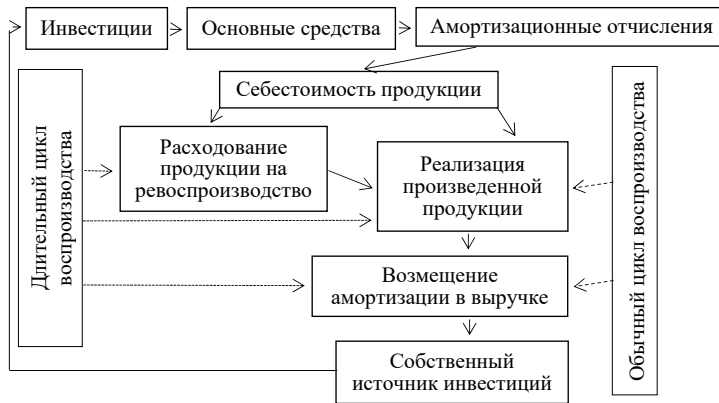 Инвестиции
Основные средства
Амортизационные отчисления
Себестоимость продукции
Длительный цикл
воспроизводства
Расходование
продукции на
ревоспроизводство
Реализация
произведенной
продукции
Обычный цикл воспроизводства
Возмещение
амортизации в выручке
Собственный
источник инвестиций